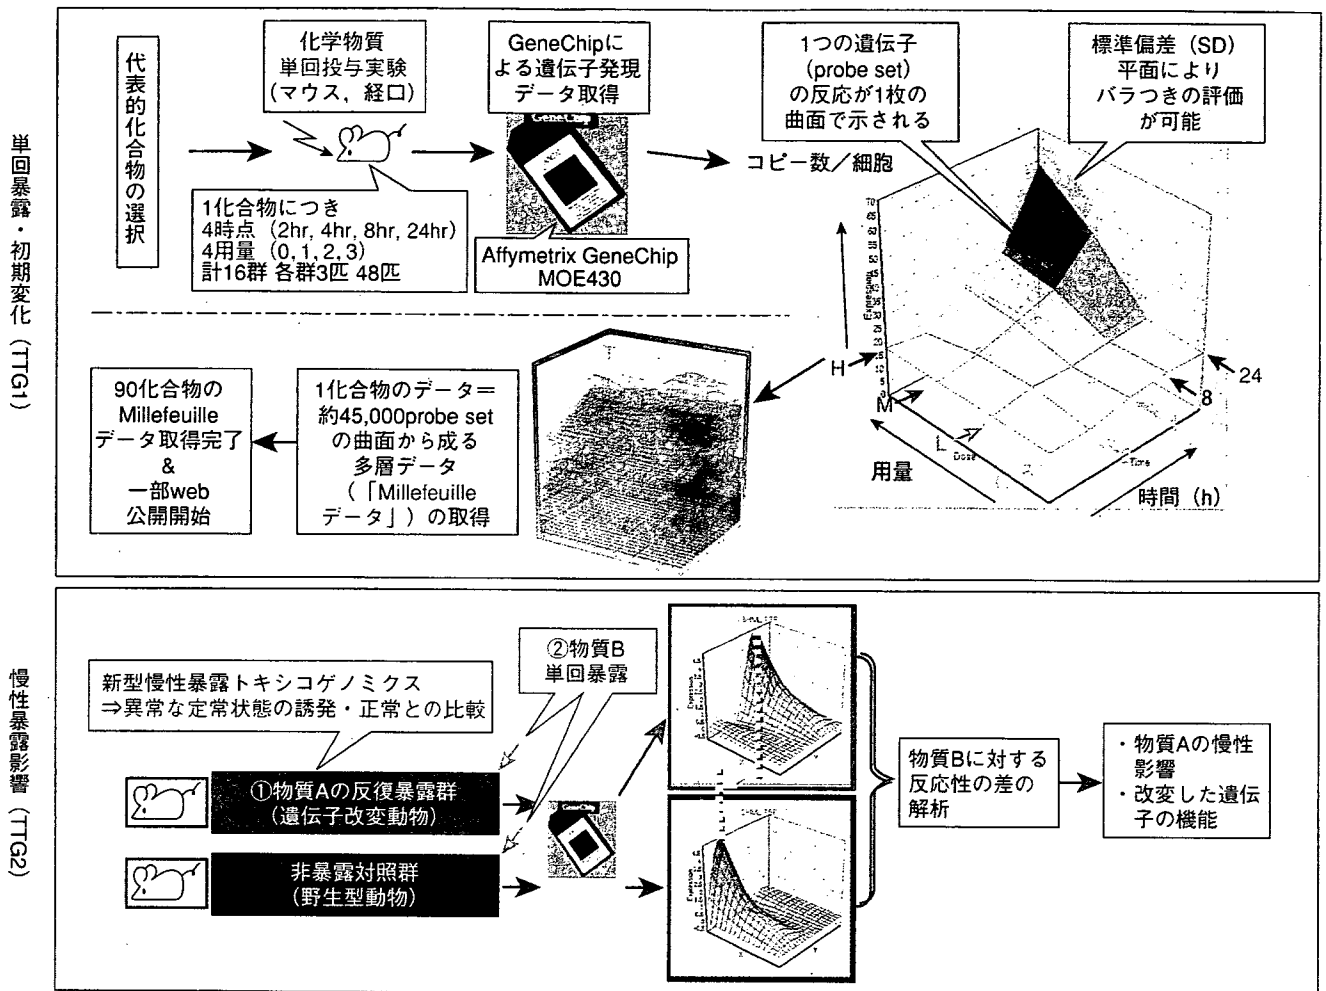 単回暴露・初期変化（TTG1）
代表的化合物の選択
化学物質
単回投与実験
(マウス，経口)
GeneChipに
よる遺伝子発現
データ取得
1つの遺伝子
(probe set)
の反応が1枚の
曲面で示される
標準偏差（SD）
平面により
バラつきの評価
が可能
GeneChip
コピー数／細胞
1化合物につき
4時点（2hr, 4hr, 8hr, 24hr）
4用量（0, 1, 2, 3）
計16群 各群3匹 48匹
Affymetrix GeneChip
MOE430
70
65
60
55
50
45
40
35
30
25
20
15
Expression
H
M
L
Dose
Time
24
8
用量
時間（h）
90化合物の
Millefeuille
データ取得完了
&
一部web
公開開始
1化合物のデータ＝
約45,000probe set
の曲面から成る
多層データ
（「Millefeuille
データ」）の取得
慢性暴露影響（TTG2）
新型慢性暴露トキシコゲノミクス
⇒異常な定常状態の誘発・正常との比較
②物質B
単回暴露
①物質Aの反復暴露群
(遺伝子改変動物)
非暴露対照群
(野生型動物)
物質Bに対する
反応性の差の
解析
・物質Aの慢性
影響
・改変した遺伝
子の機能